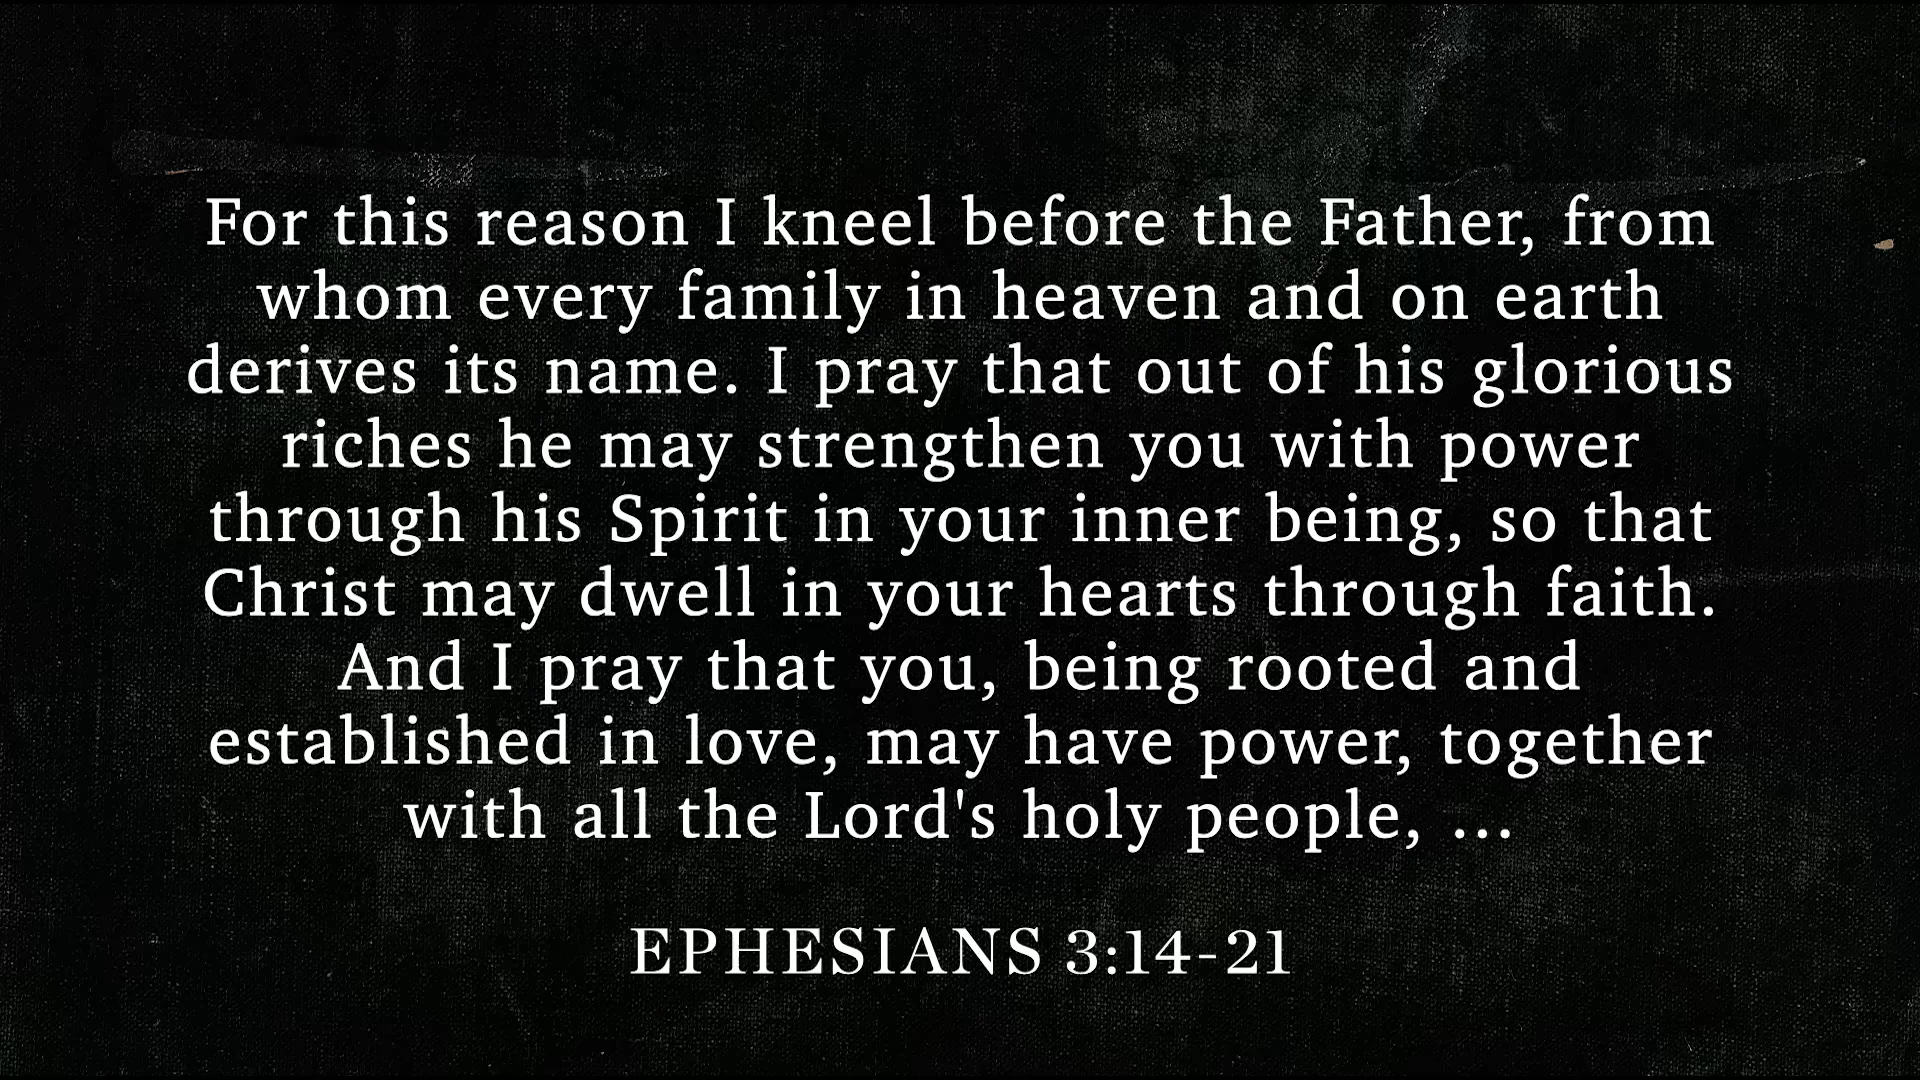 For this reason I kneel before the Father, from
whom every family in heaven and on earth
derives its name. I pray that out of his glorious
riches he may strengthen you with power
through his Spirit in your inner being, so that
Christ may dwell in your hearts through faith.
And I pray that you, being rooted and
established in love, may have power, together
with all the Lord's holy people, ...
EPHESIANS 3:14-21